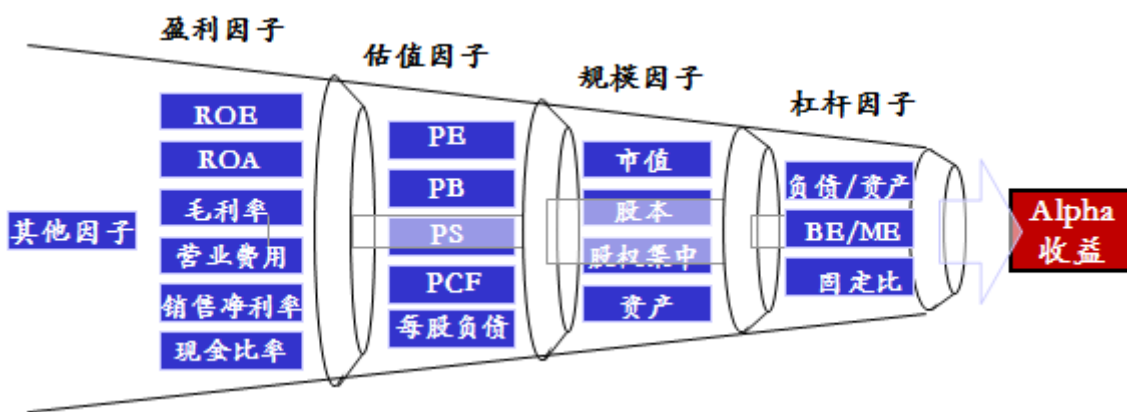 盈利因子
估值因子
规模因子
杠杆因子
其他因子
ROE
ROA
毛利率
营业费用
销售净利率
现金比率
PE
PB
PS
PCF
每股负债
市值
股本
股权集中
资产
负债/资产
BE/ME
固定比
Alpha
收益